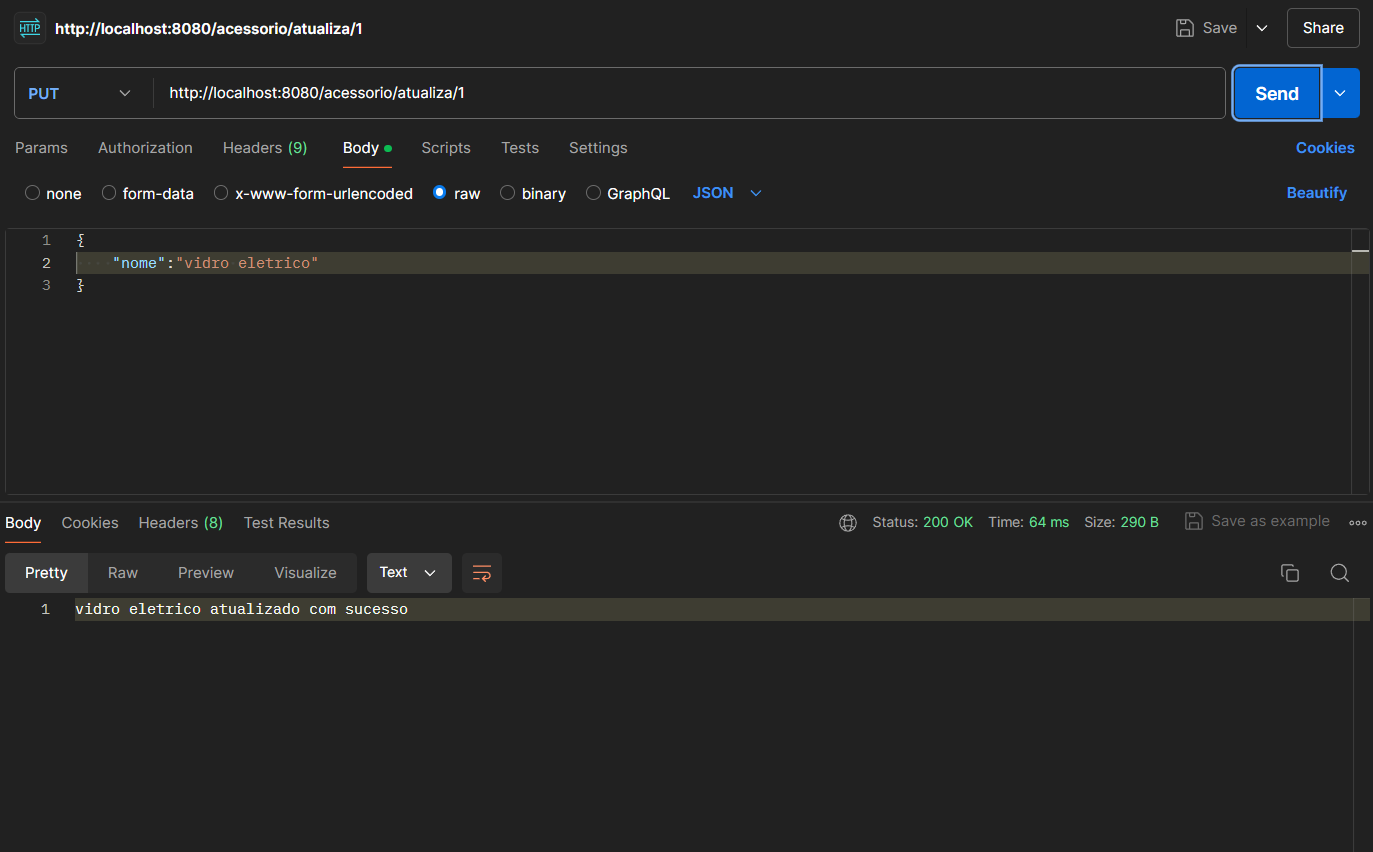 HTTP http://localhost:8080/acessorio/atualiza/1 Save Share
PUT http://localhost:8080/acessorio/atualiza/1 Send
Params Authorization Headers (9) Body Scripts Tests Settings Cookies
none form-data x-www-form-urlencoded raw binary GraphQL JSON Beautify
1 {
2 "nome":"vidro eletrico"
3 }
Body Cookies Headers (8) Test Results Status: 200 OK Time: 64 ms Size: 290 B Save as example
Pretty Raw Preview Visualize Text
1 vidro eletrico atualizado com sucesso